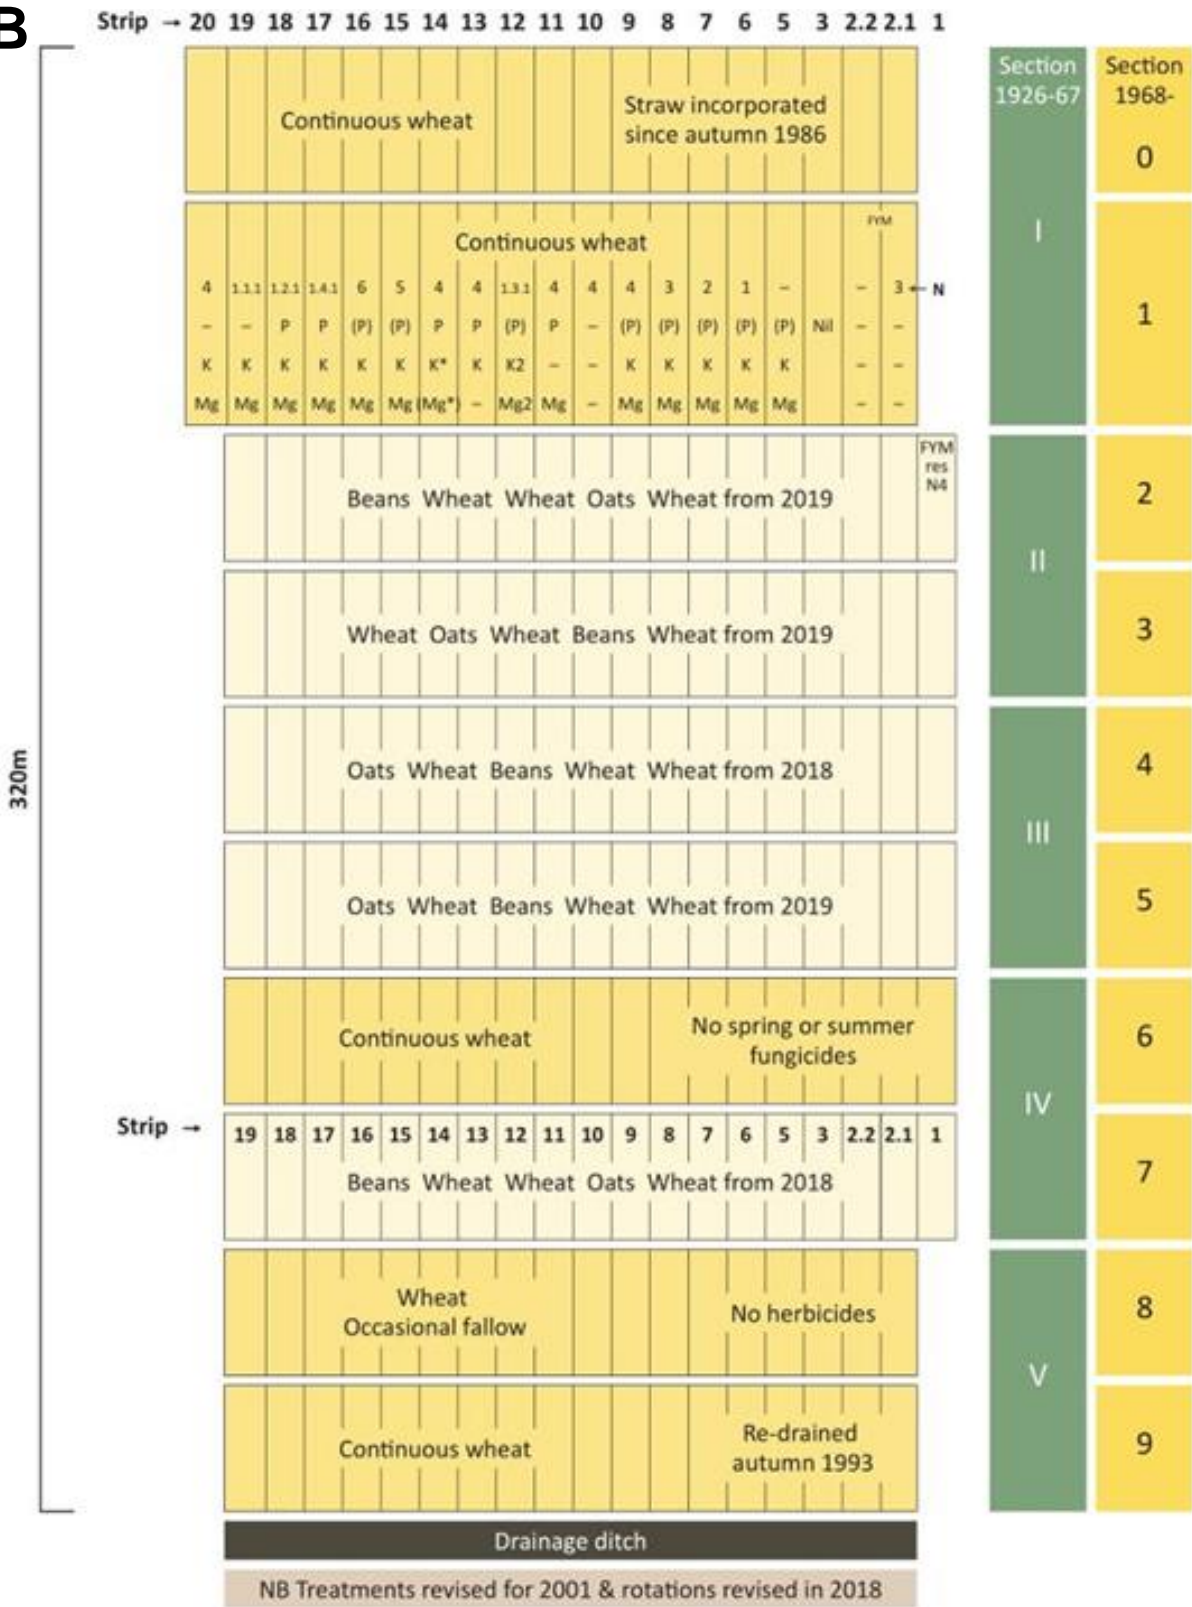 B
Strip → 20 19 18 17 16 15 14 13 12 11 10 9 8 7 6 5 3 2.2 2.1 1
Section 1926-67
Section 1968-
Continuous wheat
Straw incorporated
since autumn 1986
0
I
FYM
Continuous wheat
4 1.1.1 1.2.1 1.4.1 6 5 4 4 1.3.1 4 4 4 3 2 1 – – 3 ← N
– – P P (P) (P) P P (P) P – (P) (P) (P) (P) (P) Nil – –
K K K K K K K* K K2 – – K K K K K – –
Mg Mg Mg Mg Mg Mg (Mg*) – Mg2 Mg – Mg Mg Mg Mg Mg – –
1
FYM
res
N4
Beans Wheat Wheat Oats Wheat from 2019
2
II
Wheat Oats Wheat Beans Wheat from 2019
3
320m
Oats Wheat Beans Wheat Wheat from 2018
4
III
Oats Wheat Beans Wheat Wheat from 2019
5
Continuous wheat
No spring or summer
fungicides
6
IV
Strip → 19 18 17 16 15 14 13 12 11 10 9 8 7 6 5 3 2.2 2.1 1
Beans Wheat Wheat Oats Wheat from 2018
7
Wheat
Occasional fallow
No herbicides
8
V
Continuous wheat
Re-drained
autumn 1993
9
Drainage ditch
NB Treatments revised for 2001 & rotations revised in 2018